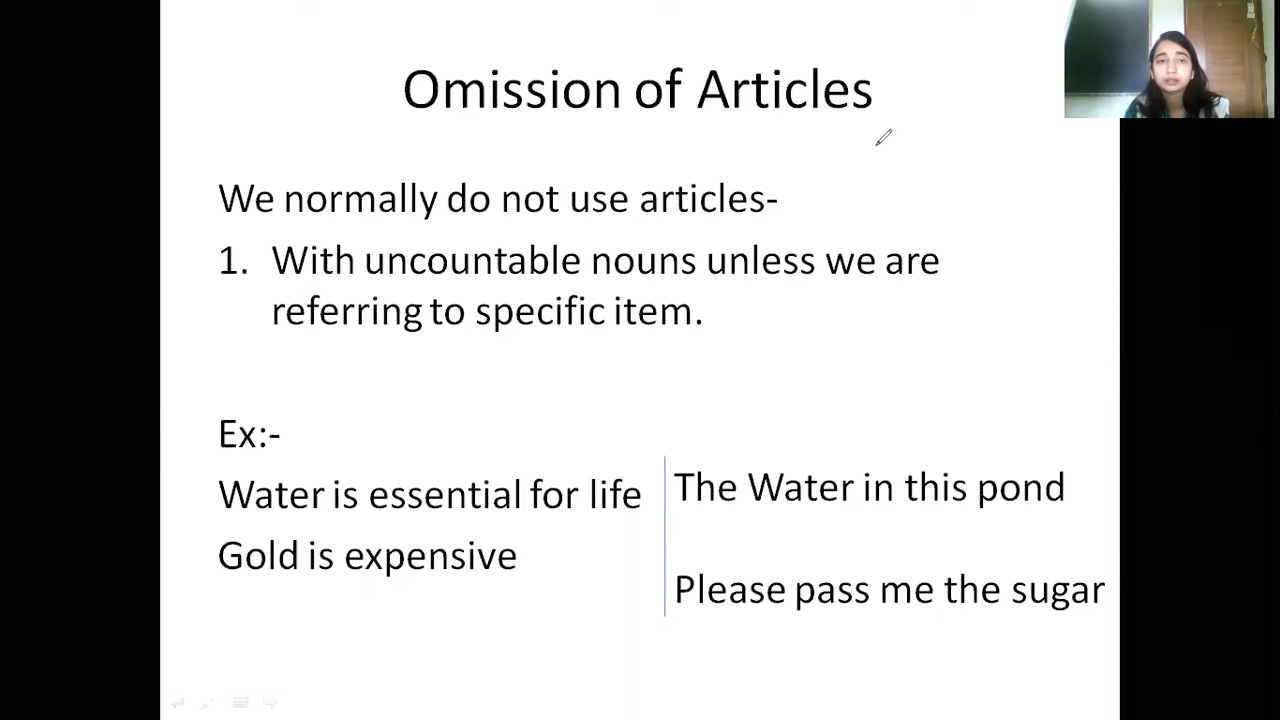 Omission of Articles
We normally do not use articles-
1. With uncountable nouns unless we are
referring to specific item.
Ex:-
Water is essential for life
Gold is expensive
The Water in this pond
Please pass me the sugar